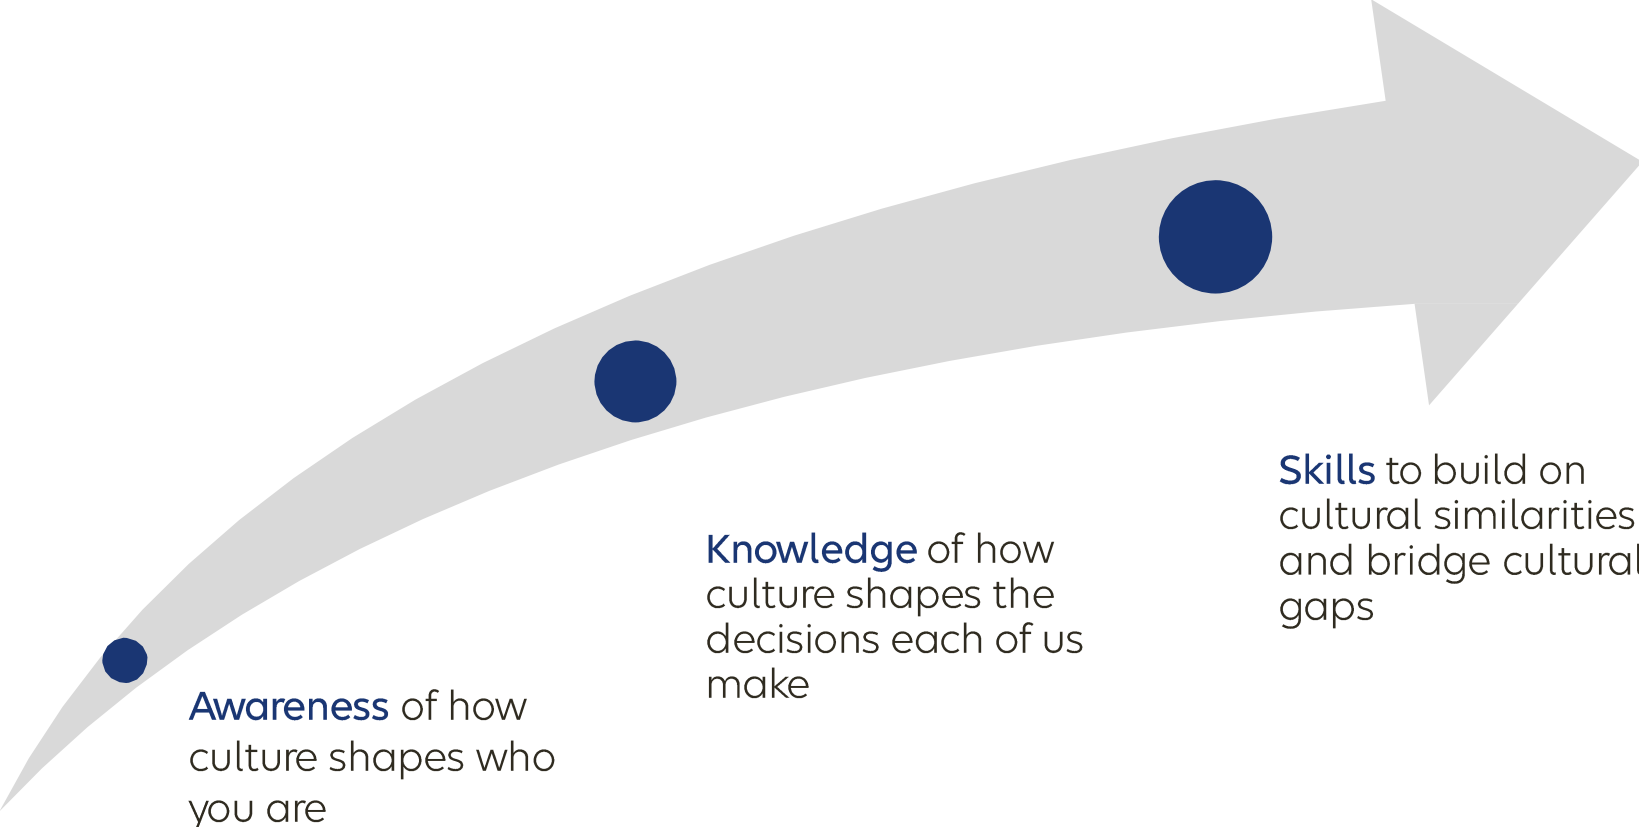 Awareness of how
culture shapes who
you are
Knowledge of how
culture shapes the
decisions each of us
make
Skills to build on
cultural similarities
and bridge cultural
gaps